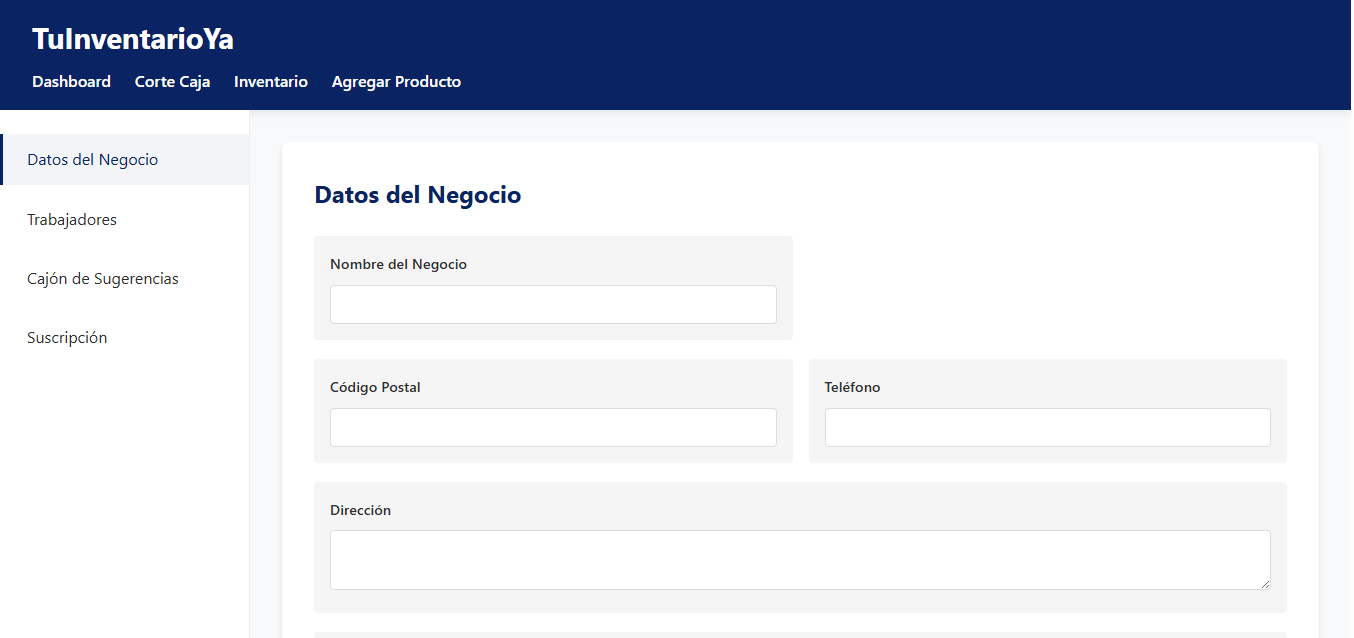 TuInventarioYa
Dashboard Corte Caja Inventario Agregar Producto
Datos del Negocio
Trabajadores
Cajón de Sugerencias
Suscripción
Datos del Negocio
Nombre del Negocio
Código Postal
Teléfono
Dirección